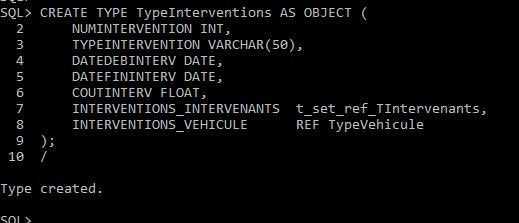 SQL> CREATE TYPE TypeInterventions AS OBJECT (
  2      NUMINTERVENTION INT,
  3      TYPEINTERVENTION VARCHAR(50),
  4      DATEDEBINTERV DATE,
  5      DATEFININTERV DATE,
  6      COUTINTERV FLOAT,
  7      INTERVENTIONS_INTERVENANTS  t_set_ref_TIntervenants,
  8      INTERVENTIONS_VEHICULE      REF TypeVehicule
  9  );
 10  /
Type created.
SQL>